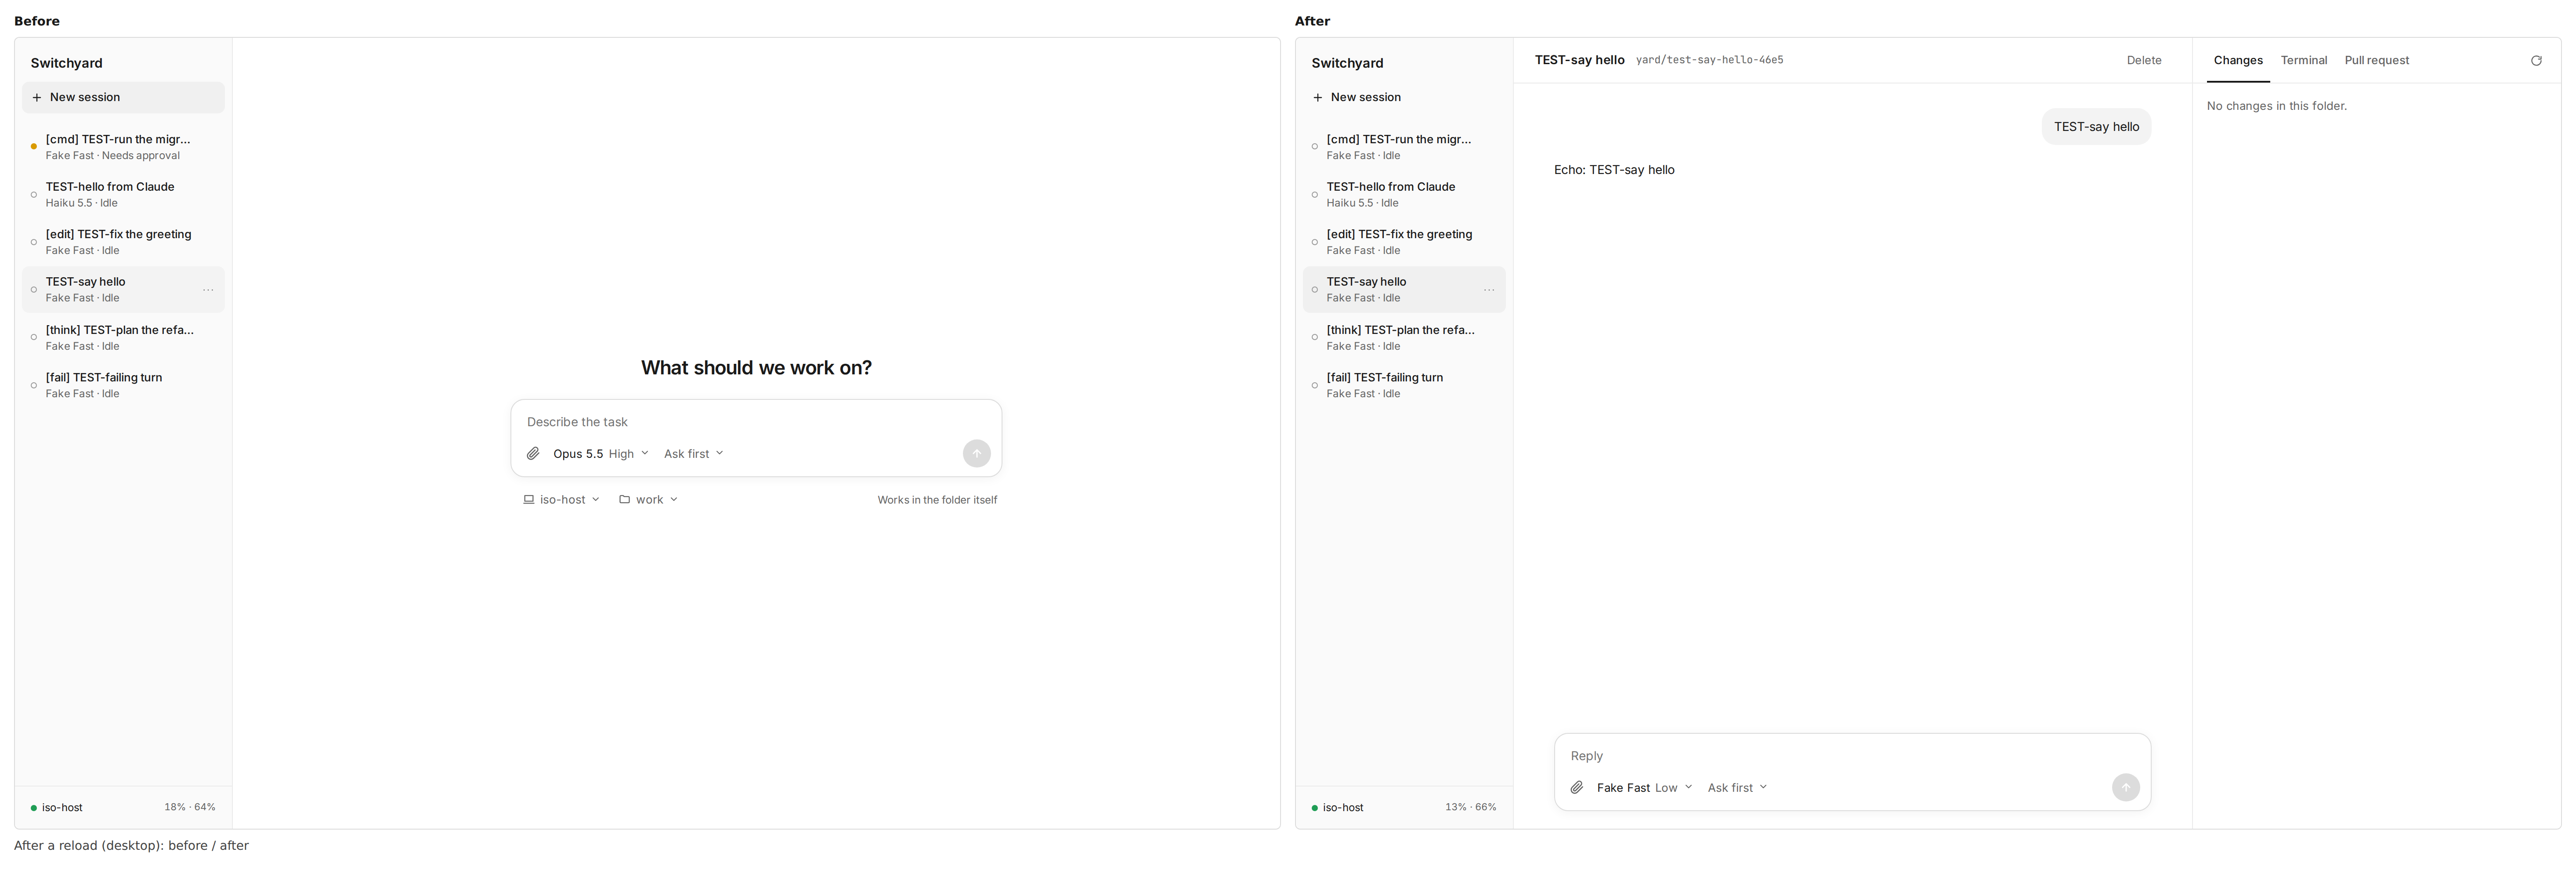 Before
Switchyard
New session
[cmd] TEST-run the migr...
Fake Fast · Needs approval
TEST-hello from Claude
Haiku 5.5 · Idle
[edit] TEST-fix the greeting
Fake Fast · Idle
TEST-say hello
Fake Fast · Idle
[think] TEST-plan the refa...
Fake Fast · Idle
[fail] TEST-failing turn
Fake Fast · Idle
iso-host 18% · 64%
What should we work on?
Describe the task
Opus 5.5 High Ask first
iso-host work Works in the folder itself
After
Switchyard
New session
[cmd] TEST-run the migr...
Fake Fast · Idle
TEST-hello from Claude
Haiku 5.5 · Idle
[edit] TEST-fix the greeting
Fake Fast · Idle
TEST-say hello
Fake Fast · Idle
[think] TEST-plan the refa...
Fake Fast · Idle
[fail] TEST-failing turn
Fake Fast · Idle
iso-host 13% · 66%
TEST-say hello yard/test-say-hello-46e5 Delete
TEST-say hello
Echo: TEST-say hello
Reply
Fake Fast Low Ask first
Changes Terminal Pull request
No changes in this folder.
After a reload (desktop): before / after